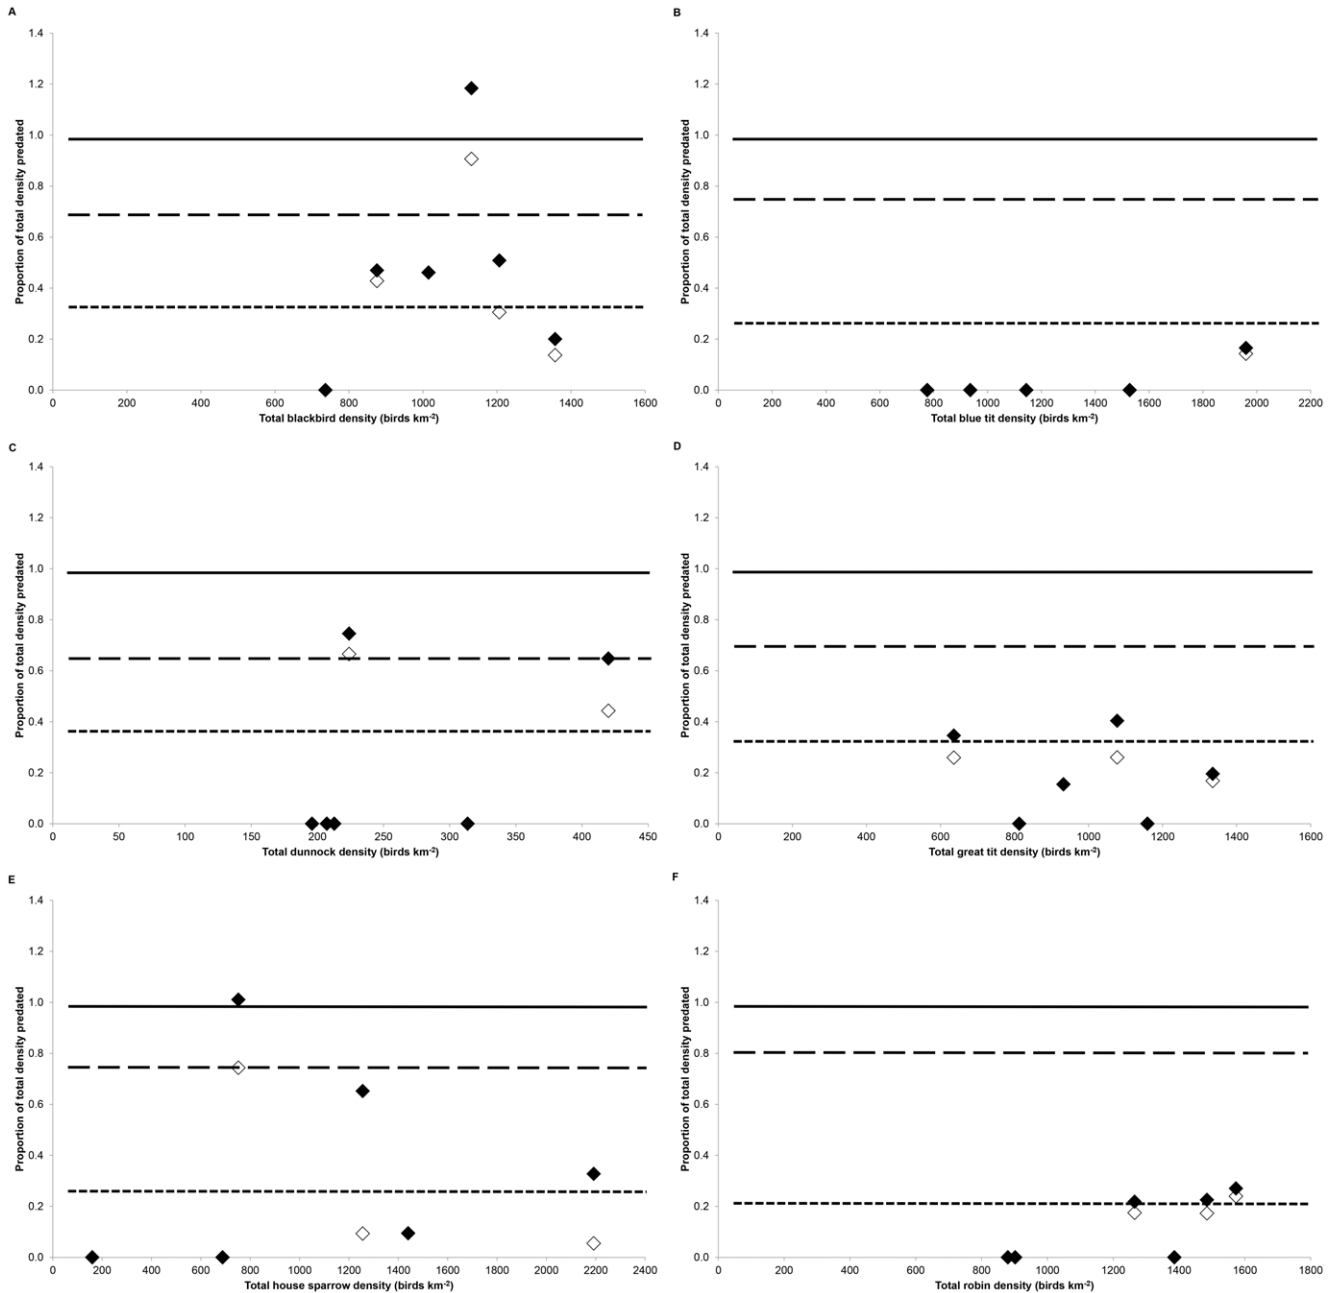 A
1.4
1.2
1.0
0.8
0.6
0.4
0.2
0.0
Proportion of total density predated
0 200 400 600 800 1000 1200 1400 1600
Total blackbird density (birds km-2)
B
1.4
1.2
1.0
0.8
0.6
0.4
0.2
0.0
Proportion of total density predated
0 200 400 600 800 1000 1200 1400 1600 1800 2000 2200
Total blue tit density (birds km-2)
C
1.4
1.2
1.0
0.8
0.6
0.4
0.2
0.0
Proportion of total density predated
0 50 100 150 200 250 300 350 400 450
Total dunnock density (birds km-2)
D
1.4
1.2
1.0
0.8
0.6
0.4
0.2
0.0
Proportion of total density predated
0 200 400 600 800 1000 1200 1400 1600
Total great tit density (birds km-2)
E
1.4
1.2
1.0
0.8
0.6
0.4
0.2
0.0
Proportion of total density predated
0 200 400 600 800 1000 1200 1400 1600 1800 2000 2200 2400
Total house sparrow density (birds km-2)
F
1.4
1.2
1.0
0.8
0.6
0.4
0.2
0.0
Proportion of total density predated
0 200 400 600 800 1000 1200 1400 1600 1800
Total robin density (birds km-2)